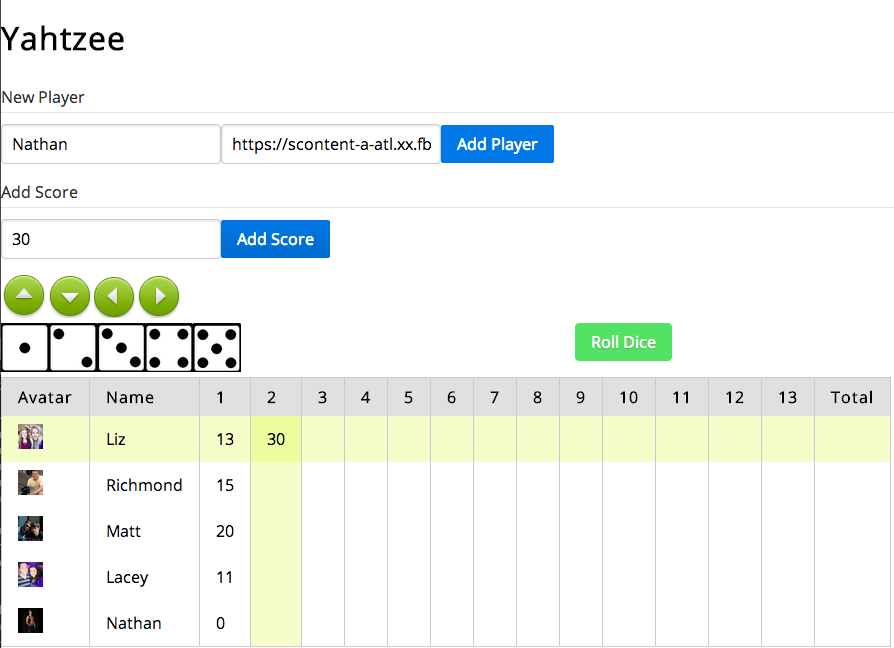 Yahtzee
New Player
Nathan https://scontent-a-atl.xx.fb Add Player
Add Score
30 Add Score
Roll Dice
Avatar Name 1 2 3 4 5 6 7 8 9 10 11 12 13 Total
Liz 13 30
Richmond 15
Matt 20
Lacey 11
Nathan 0